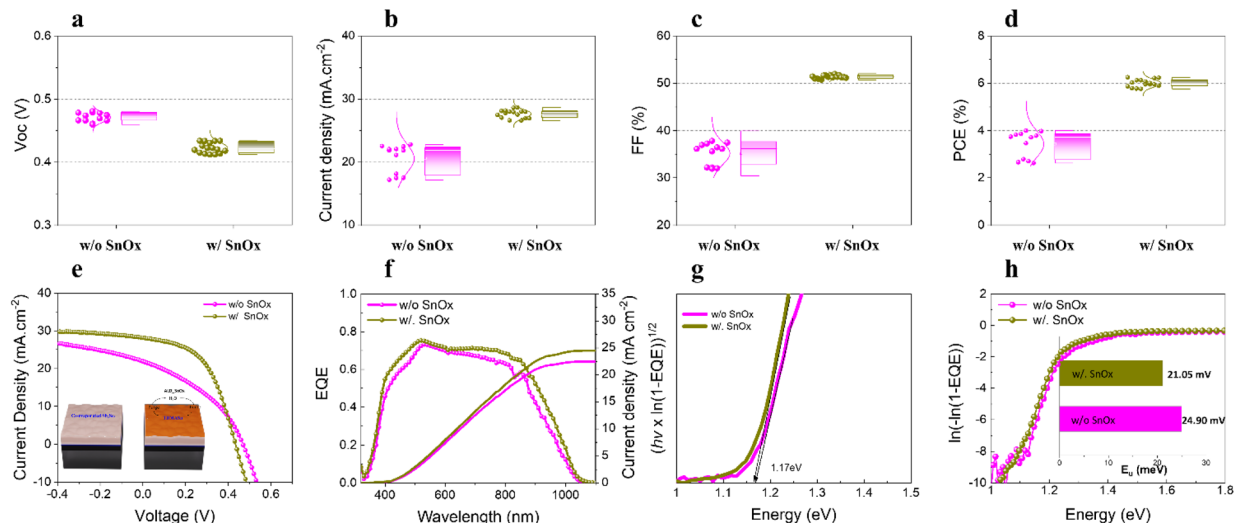 a
0.6
0.5
0.4
0.3
Voc (V)
w/o SnOx
w/ SnOx
b
40
30
20
10
Current density (mA.cm-2)
w/o SnOx
w/ SnOx
c
60
50
40
30
20
FF (%)
w/o SnOx
w/ SnOx
d
8
6
4
2
0
PCE (%)
w/o SnOx
w/ SnOx
e
40
30
20
10
0
-10
Current Density (mA.cm-2)
w/o SnOx
w/ SnOx
-0.4
-0.2
0.0
0.2
0.4
0.6
Voltage (V)
f
1.0
0.8
0.6
0.4
0.2
0.0
EQE
w/o SnOx
w/. SnOx
35
30
25
20
15
10
5
0
Current density (mA.cm-2)
400
600
800
1000
Wavelength (nm)
g
(hν x ln(1-EQE))1/2
w/o SnOx
w/. SnOx
1.17eV
1
1.1
1.2
1.3
1.4
1.5
Energy (eV)
h
0
-2
-4
-6
-8
-10
ln(-ln(1-EQE))
w/o SnOx
w/. SnOx
w/. SnOx
21.05 mV
w/o SnOx
24.90 mV
0
10
20
30
Eu (meV)
1
1.2
1.4
1.6
1.8
Energy (eV)